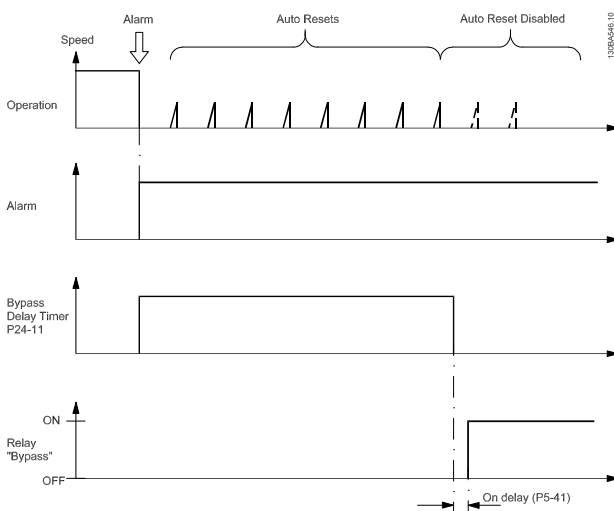 Alarm
Auto Resets
Auto Reset Disabled
130BA546.10
Speed
Operation
Alarm
Bypass
Delay Timer
P24-11
ON
Relay
"Bypass"
OFF
On delay (P5-41)